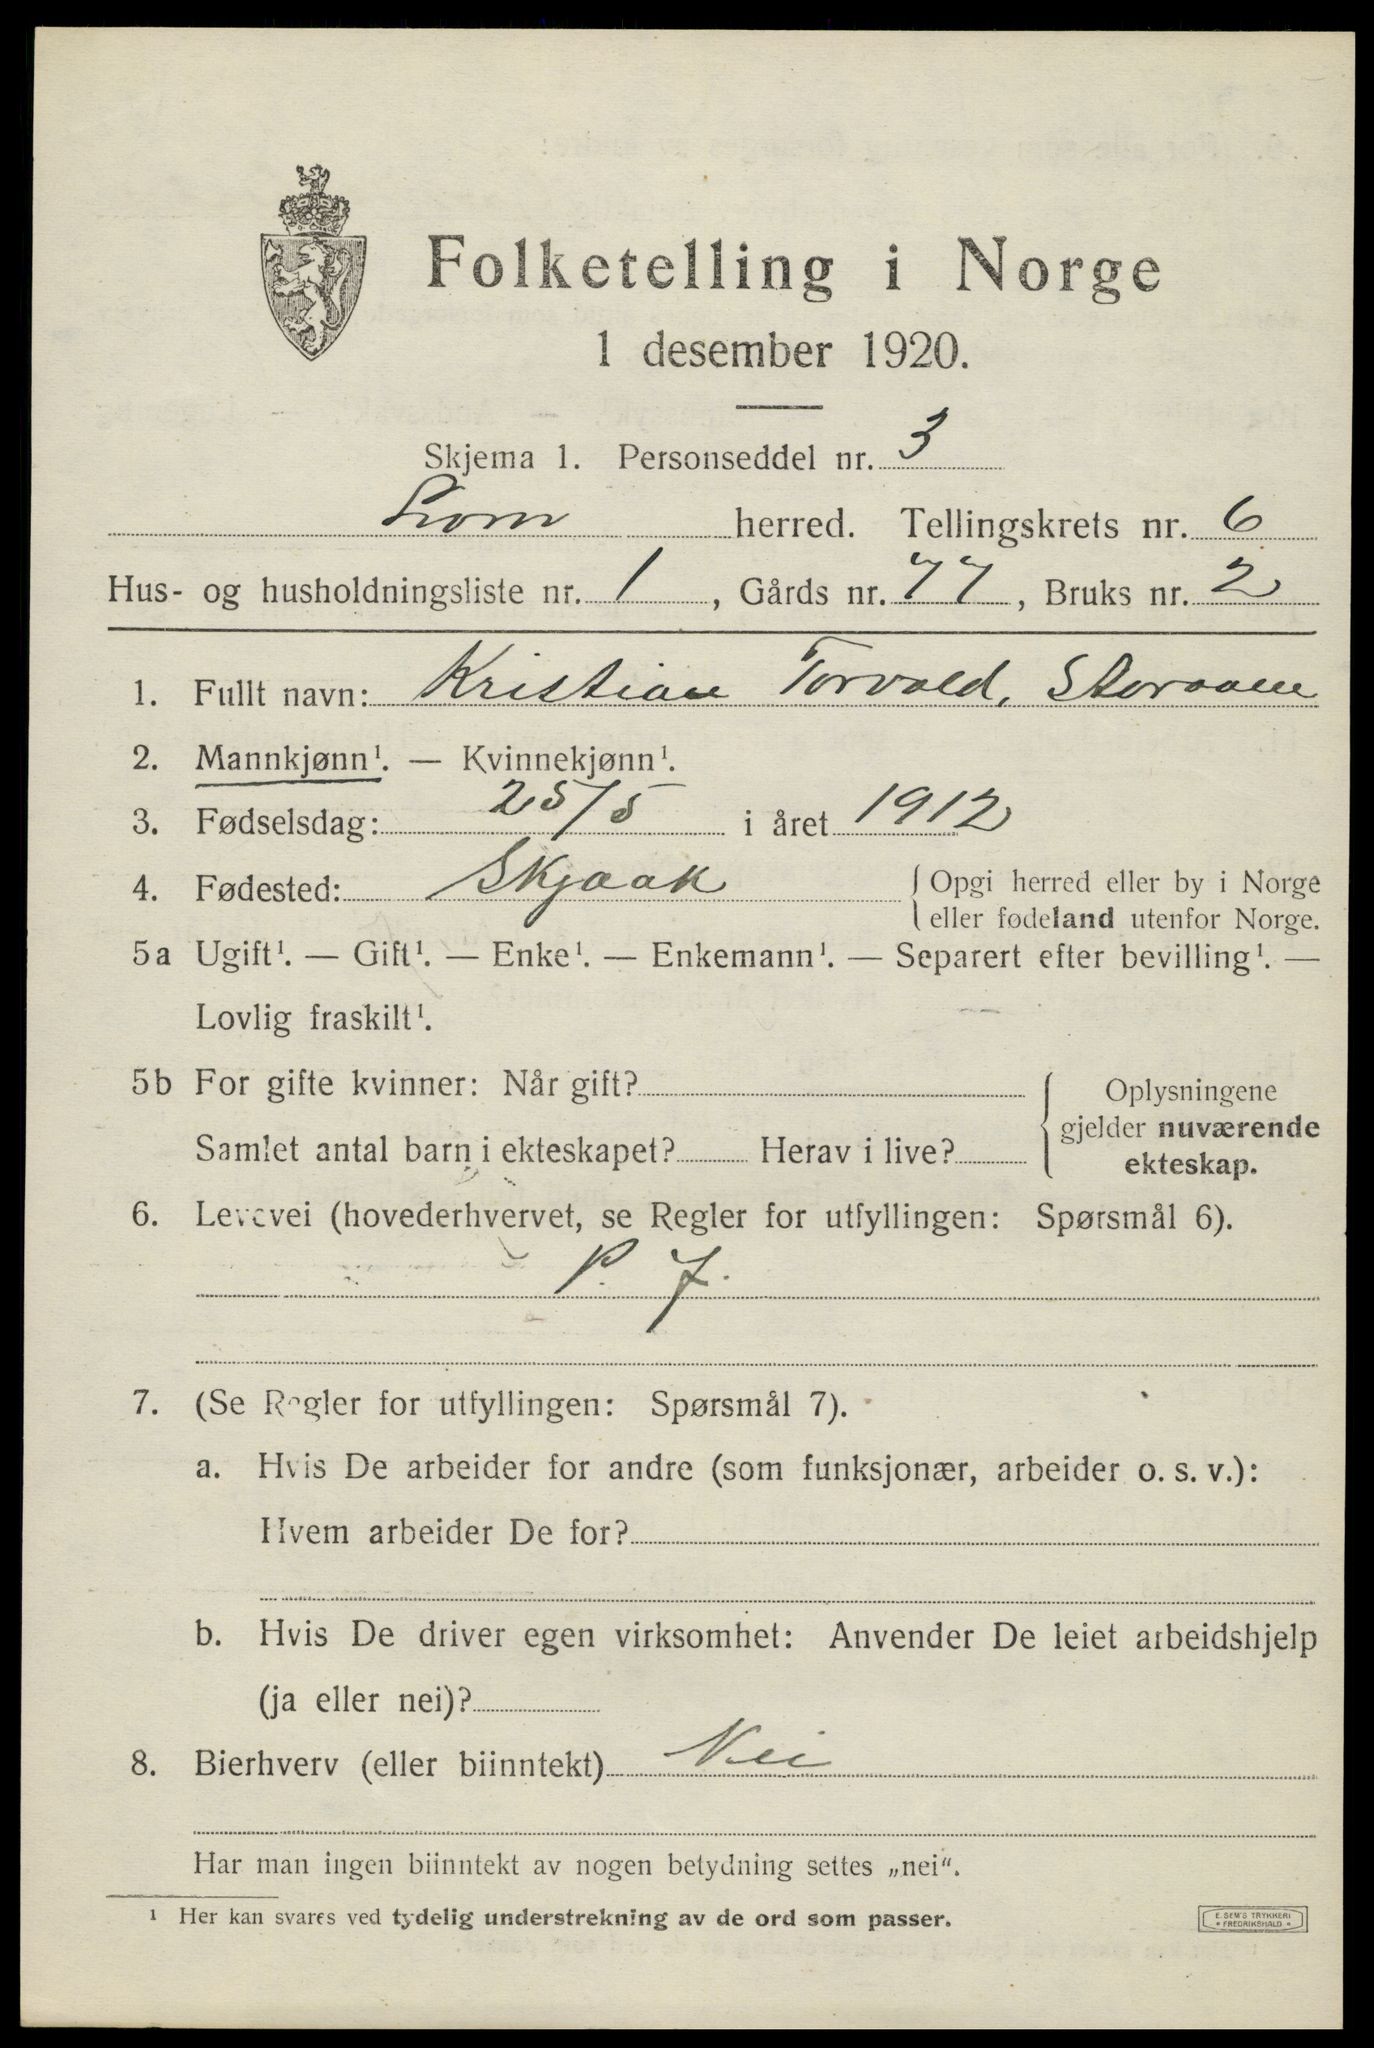 Folketelling i Norge
1 desember 1920.
Skjema 1. Personseddel nr. 3
Lom herred. Tellingskrets nr. 6
Hus- og husholdningsliste nr. 1, Gårds nr. 77, Bruks nr. 2
1. Fullt navn: Kristian Torvald, Storaaen
2. Mannkjønn¹. — Kvinnekjønn¹.
3. Fødselsdag: 25/5 i året 1912
4. Fødested: Skjaak { Opgi herred eller by i Norge
eller fødeland utenfor Norge.
5a Ugift¹. — Gift¹. — Enke¹. — Enkemann¹. — Separert efter bevilling¹. —
Lovlig fraskilt¹.
5b For gifte kvinner: Når gift?
Samlet antal barn i ekteskapet? Herav i live?
{ Oplysningene
gjelder nuværende
ekteskap.
6. Levevei (hovederhvervet, se Regler for utfyllingen: Spørsmål 6).
P. F.
7. (Se Regler for utfyllingen: Spørsmål 7).
a. Hvis De arbeider for andre (som funksjonær, arbeider o. s. v.):
Hvem arbeider De for?
b. Hvis De driver egen virksomhet: Anvender De leiet arbeidshjelp
(ja eller nei)?
8. Bierhverv (eller biinntekt) Nei
Har man ingen biinntekt av nogen betydning settes „nei“.
¹ Her kan svares ved tydelig understrekning av de ord som passer.
E. SEM'S TRYKKERI
• FREDRIKSHALD •